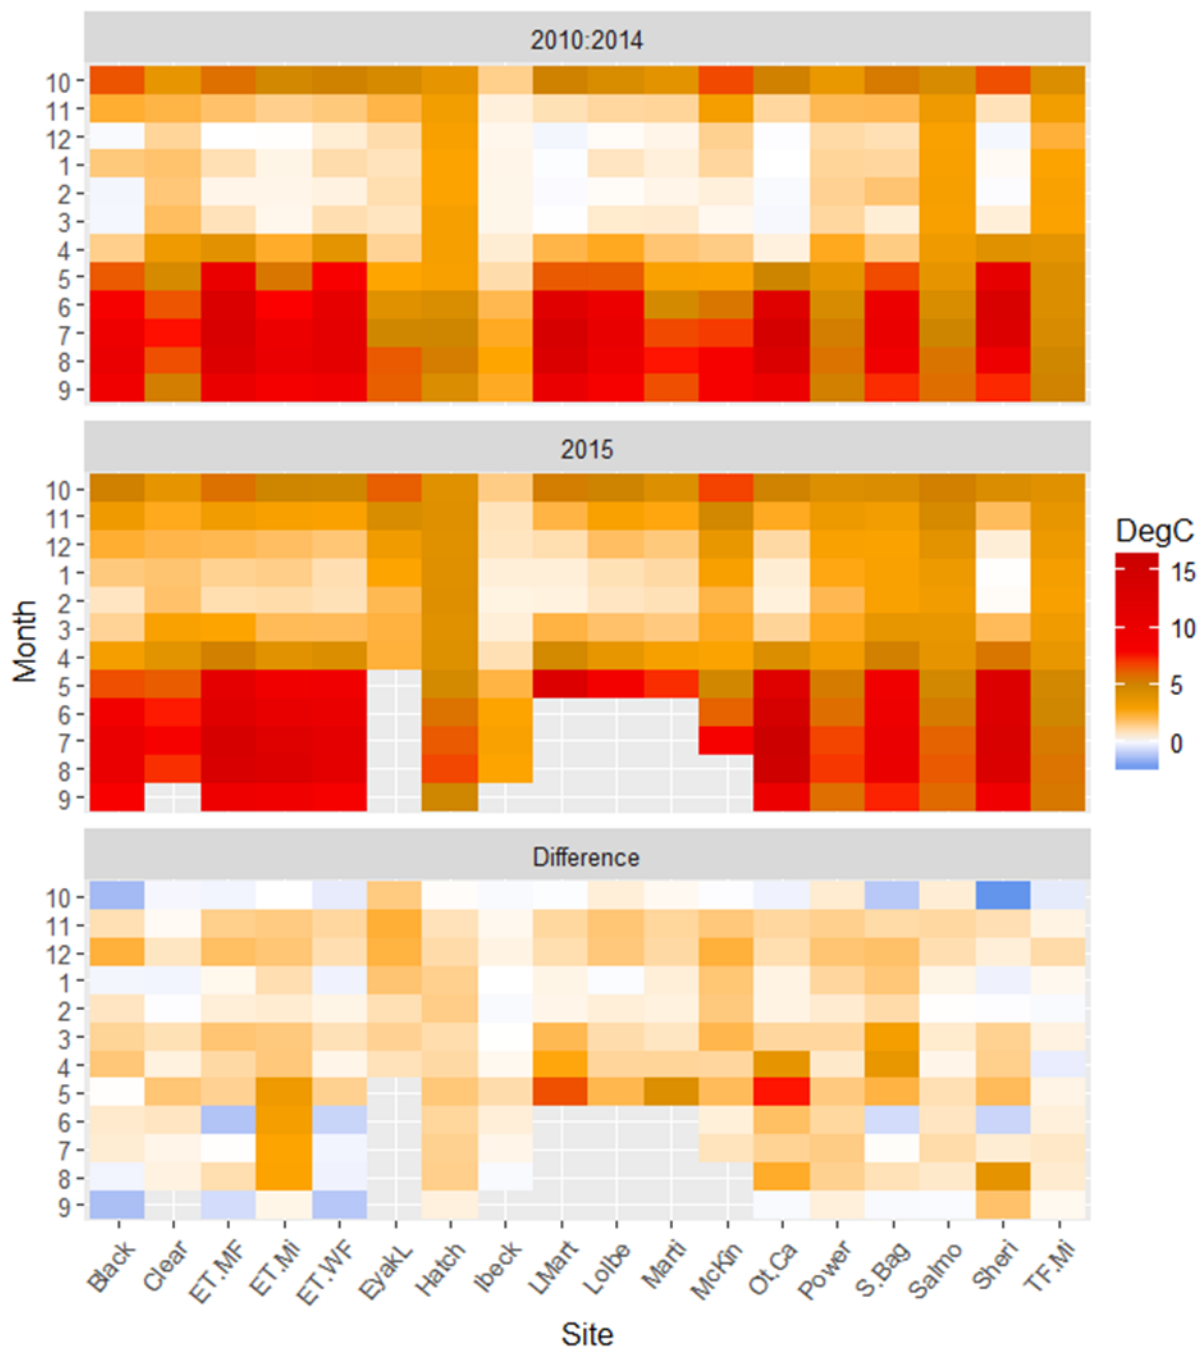 2010:2014
10
11
12
1
2
3
4
5
6
7
8
9
2015
10
11
12
1
2
3
4
5
6
7
8
9
Month
DegC
15
10
5
0
Difference
10
11
12
1
2
3
4
5
6
7
8
9
Black
Clear
ET.MF
ET.Mi
ET.WF
EyakL
Hatch
Ibeck
LMart
Lolbe
Marti
McKin
Ot.Ca
Power
S.Bag
Salmo
Sheri
TF.Mi
Site